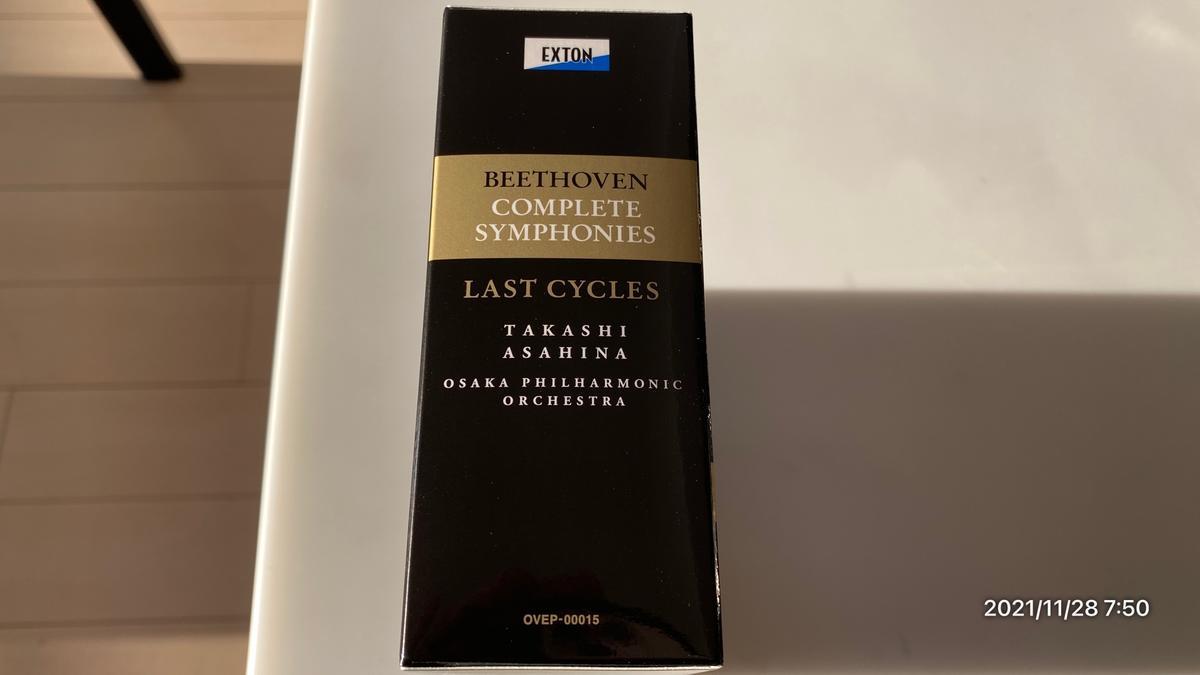 EXTON
BEETHOVEN
COMPLETE
SYMPHONIES
LAST CYCLES
TAKASHI
ASAHINA
OSAKA PHILHARMONIC
ORCHESTRA
OVEP-00015
2021/11/28 7:50